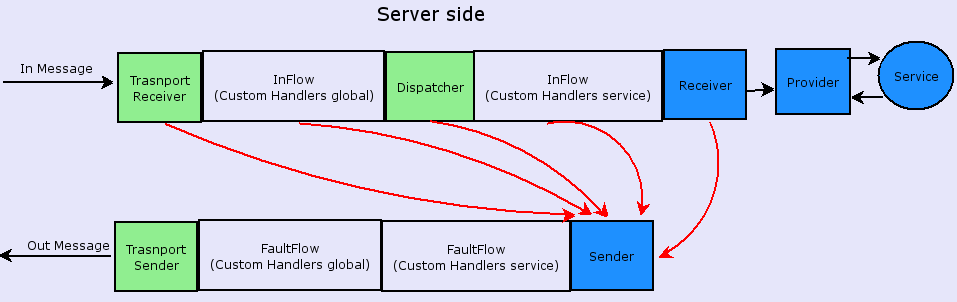 Server side
In Message
Trasnport
Receiver
InFlow
(Custom Handlers global)
Dispatcher
InFlow
(Custom Handlers service)
Receiver
Provider
Service
Out Message
Trasnport
Sender
FaultFlow
(Custom Handlers global)
FaultFlow
(Custom Handlers service)
Sender